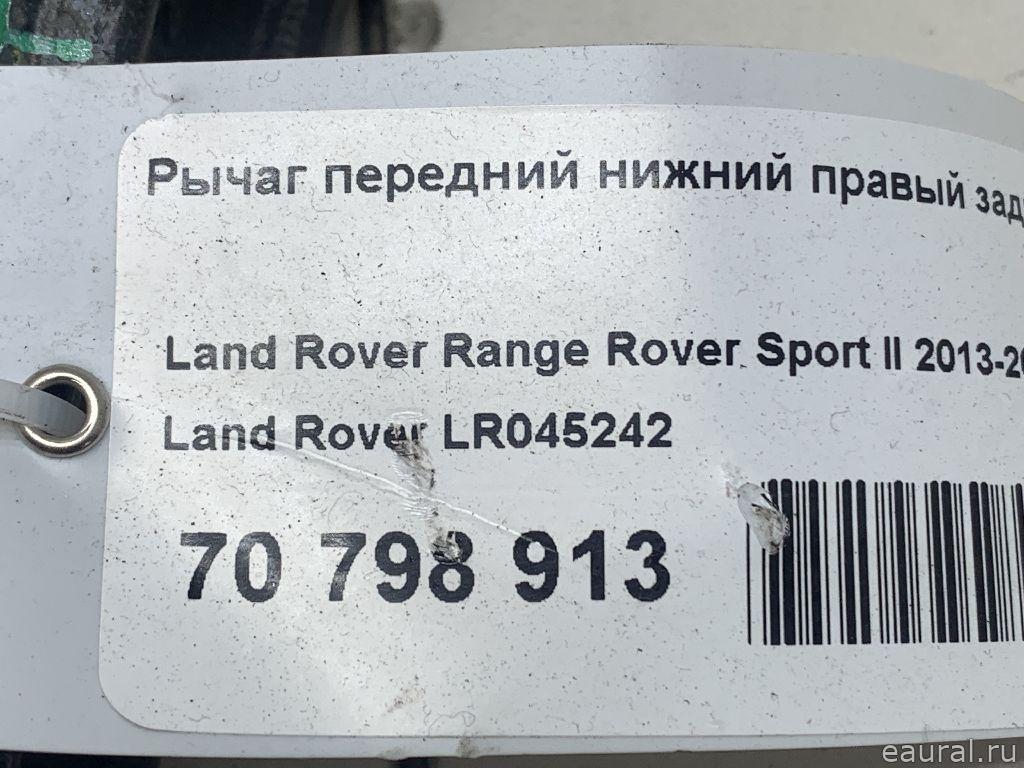 Рычаг передний нижний правый
Land Rover Range Rover Sport II
Land Rover LR045242
70 798 913
eaural.ru